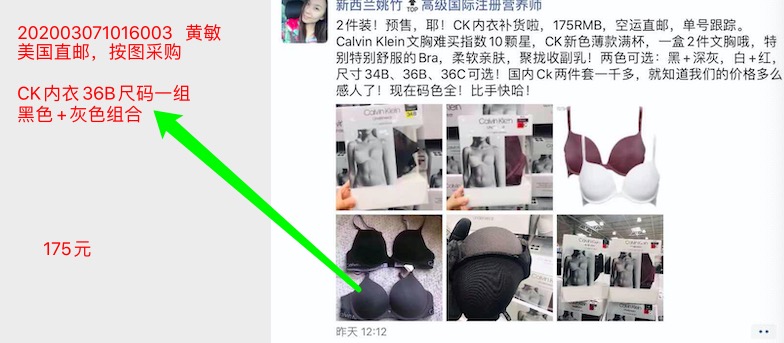 202003071016003 黄敏
美国直邮，按图采购
CK内衣36B尺码一组
黑色+灰色组合
175元
新西兰姚竹 TOP 高级国际注册营养师
2件装！预售，耶！CK内衣补货啦，175RMB，空运直邮，单号跟踪。
Calvin Klein文胸难买指数10颗星，CK新色薄款满杯，一盒2件文胸哦，特
别特别舒服的Bra，柔软亲肤，聚拢收副乳！两色可选：黑+深灰，白+红，
尺寸34B、36B、36C可选！国内Ck两件套一千多，就知道我们的价格多么
感人了！现在码色全！比手快哈！
Calvin Klein
Calvin Klein
Calvin Klein
昨天 12:12